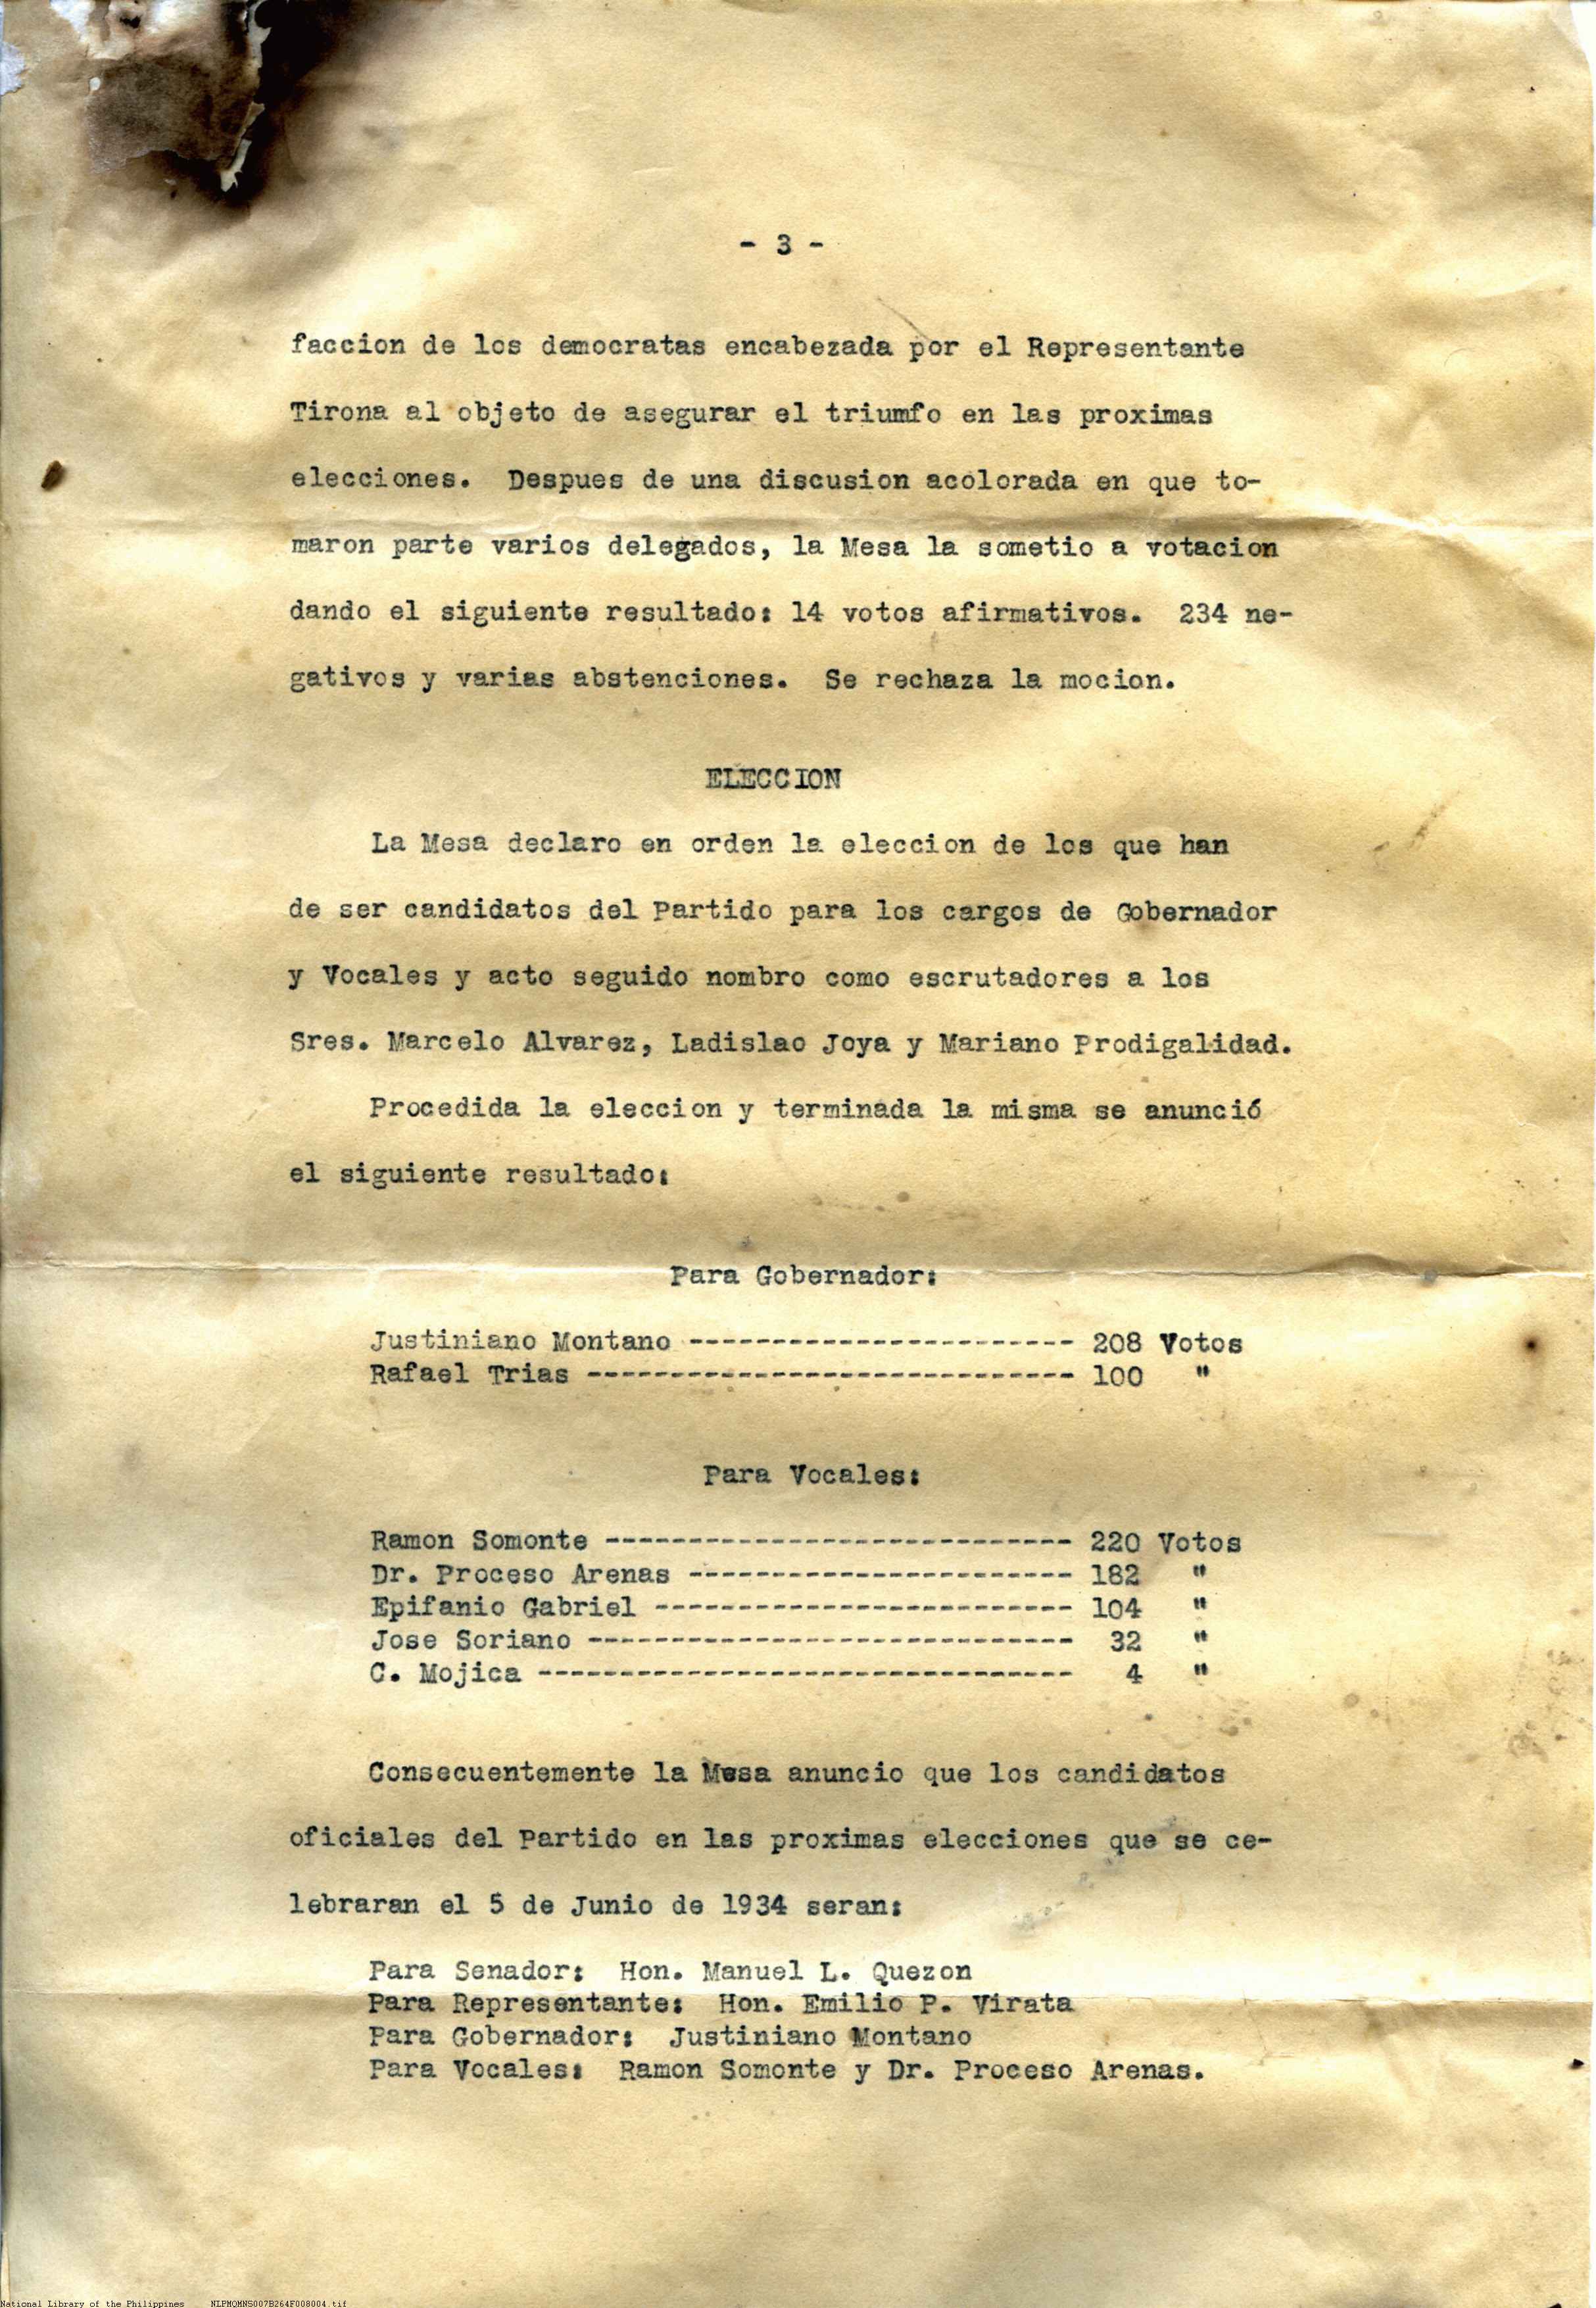 - 3 -
faccion de los democratas encabezada por el Representante
Tirona al objeto de asegurar el triumfo en las proximas
elecciones. Despues de una discusion acolorada en que to-
maron parte varios delegados, la Mesa la sometio a votacion
dando el siguiente resultado: 14 votos afirmativos. 234 ne-
gativos y varias abstenciones. Se rechaza la mocion.
ELECCION
La Mesa declaro en orden la eleccion de los que han
de ser candidatos del Partido para los cargos de Gobernador
y Vocales y acto seguido nombro como escrutadores a los
Sres. Marcelo Alvarez, Ladislao Joya y Mariano Prodigalidad.
Procedida la eleccion y terminada la misma se anunció
el siguiente resultado:
Para Gobernador:
Justiniano Montano ----------------------- 208 Votos
Rafael Trias ----------------------------- 100 "
Para Vocales:
Ramon Somonte ---------------------------- 220 Votos
Dr. Proceso Arenas ----------------------- 182 "
Epifanio Gabriel ------------------------- 104 "
Jose Soriano ----------------------------- 32 "
C. Mojica -------------------------------- 4 "
Consecuentemente la Mesa anuncio que los candidatos
oficiales del Partido en las proximas elecciones que se ce-
lebraran el 5 de Junio de 1934 seran:
Para Senador: Hon. Manuel L. Quezon
Para Representante: Hon. Emilio P. Virata
Para Gobernador: Justiniano Montano
Para Vocales: Ramon Somonte y Dr. Proceso Arenas.
National Library of the Philippines NLPMQMNS007B264F008004.tif